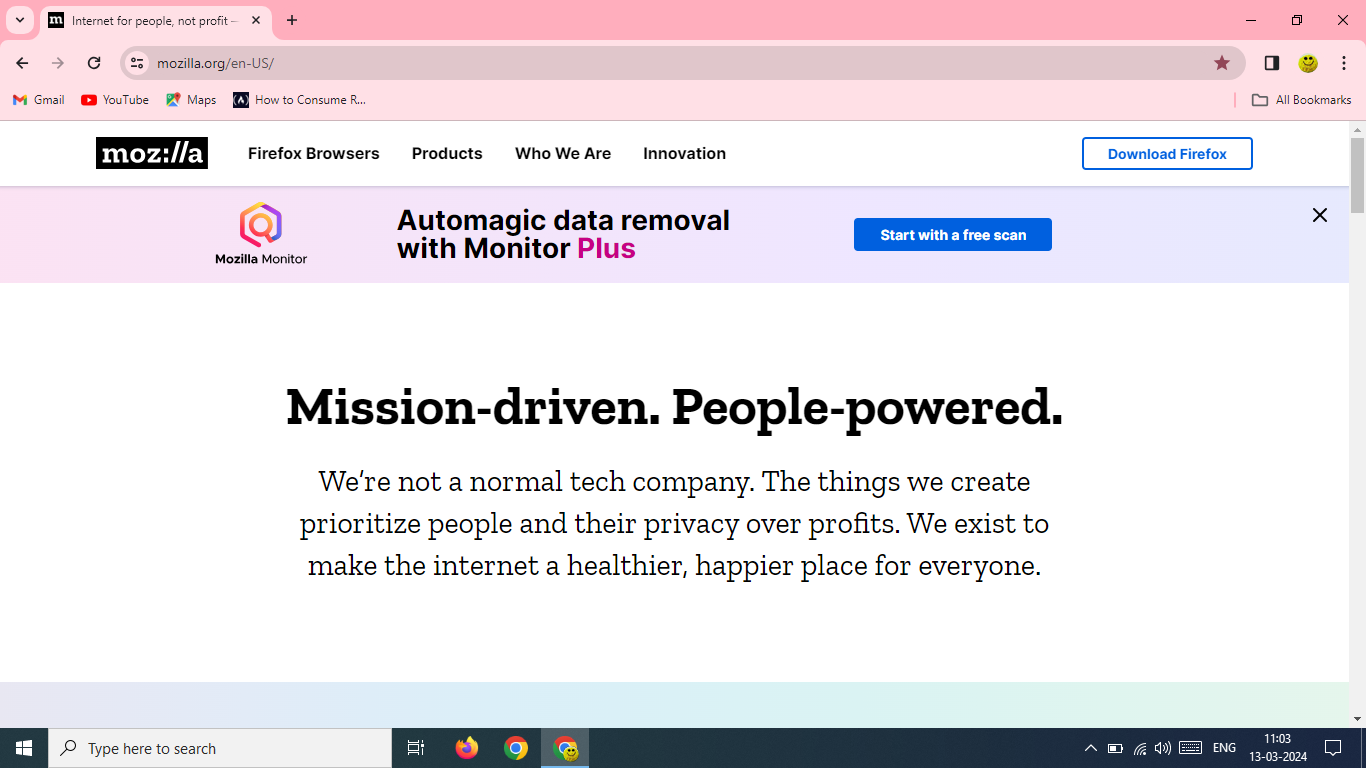 m Internet for people, not profit –
mozilla.org/en-US/
Gmail YouTube Maps How to Consume R... All Bookmarks
moz://a Firefox Browsers Products Who We Are Innovation Download Firefox
Automagic data removal
with Monitor Plus
Mozilla Monitor
Start with a free scan
Mission-driven. People-powered.
We’re not a normal tech company. The things we create
prioritize people and their privacy over profits. We exist to
make the internet a healthier, happier place for everyone.
Type here to search
ENG
11:03
13-03-2024